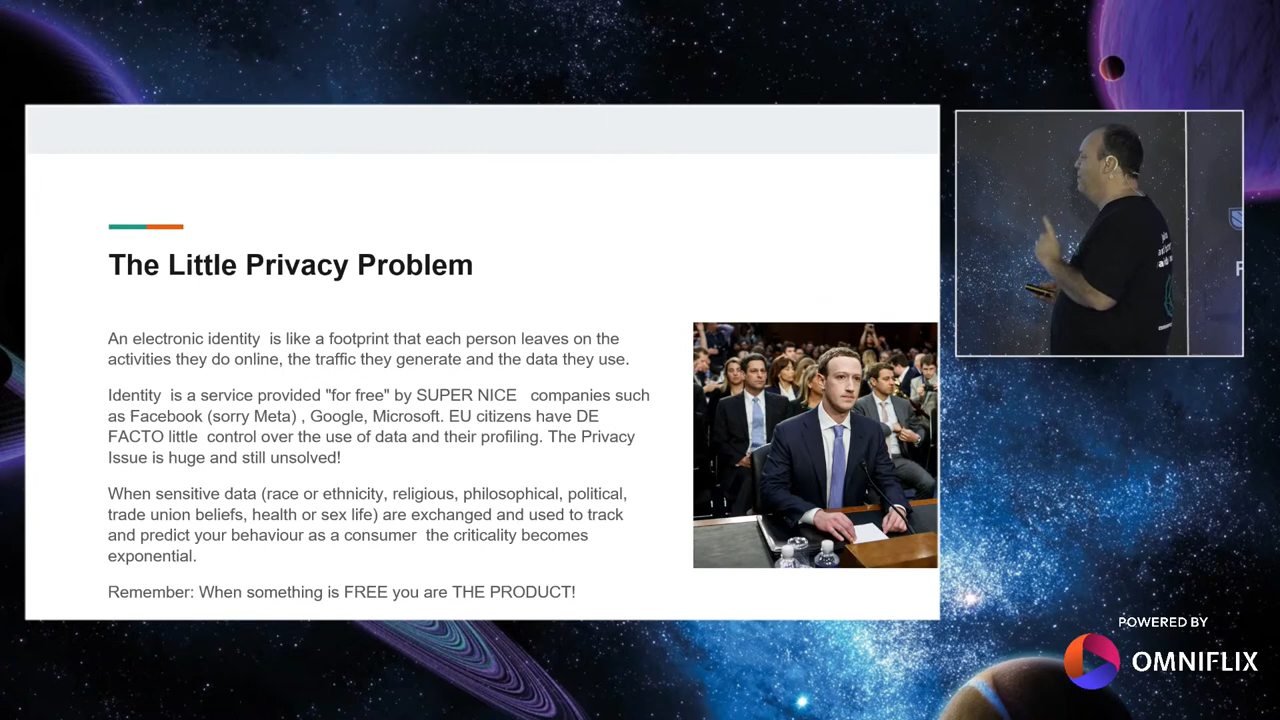 The Little Privacy Problem
An electronic identity  is like a footprint that each person leaves on the
activities they do online, the traffic they generate and the data they use.
Identity  is a service provided "for free" by SUPER NICE   companies such
as Facebook (sorry Meta) , Google, Microsoft. EU citizens have DE
FACTO little  control over the use of data and their profiling. The Privacy
Issue is huge and still unsolved!
When sensitive data (race or ethnicity, religious, philosophical, political,
trade union beliefs, health or sex life) are exchanged and used to track
and predict your behaviour as a consumer  the criticality becomes
exponential.
Remember: When something is FREE you are THE PRODUCT!
POWERED BY
OMNIFLIX